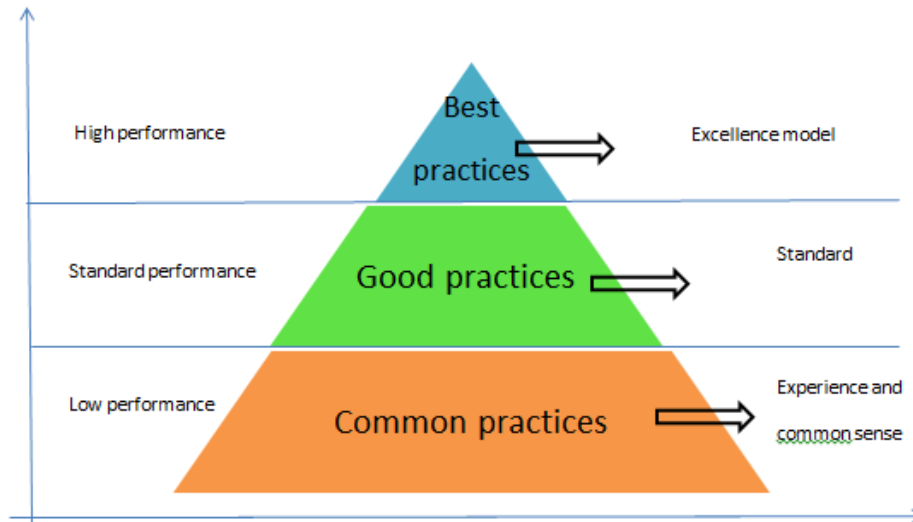 Best
practices
High performance
Excellence model
Good practices
Standard performance
Standard
Common practices
Low performance
Experience and
common sense